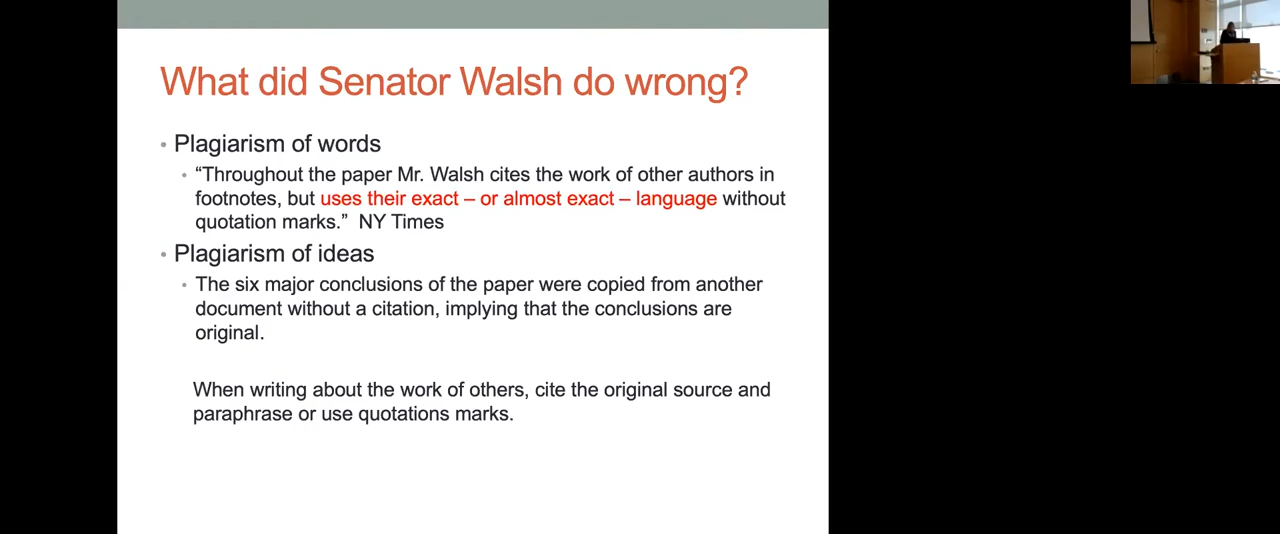 What did Senator Walsh do wrong?
• Plagiarism of words
• “Throughout the paper Mr. Walsh cites the work of other authors in
footnotes, but uses their exact – or almost exact – language without
quotation marks.” NY Times
• Plagiarism of ideas
• The six major conclusions of the paper were copied from another
document without a citation, implying that the conclusions are
original.
When writing about the work of others, cite the original source and
paraphrase or use quotations marks.